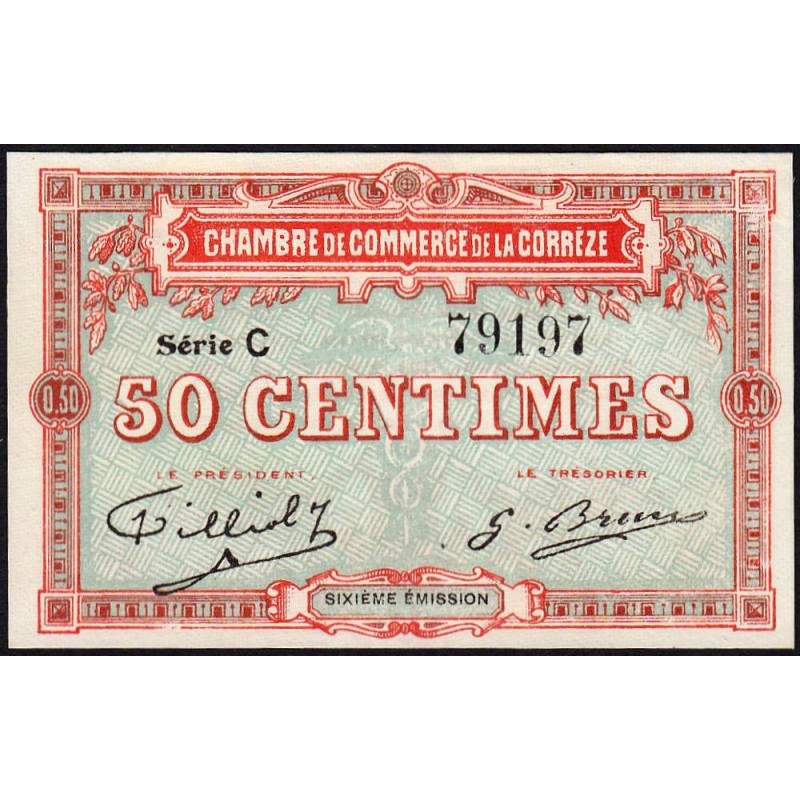 CHAMBRE DE COMMERCE DE LA CORRÈZE
Série C 79197
50 CENTIMES
0.50 0.50
LE PRÉSIDENT, LE TRÉSORIER,
G. Brun
SIXIÈME ÉMISSION